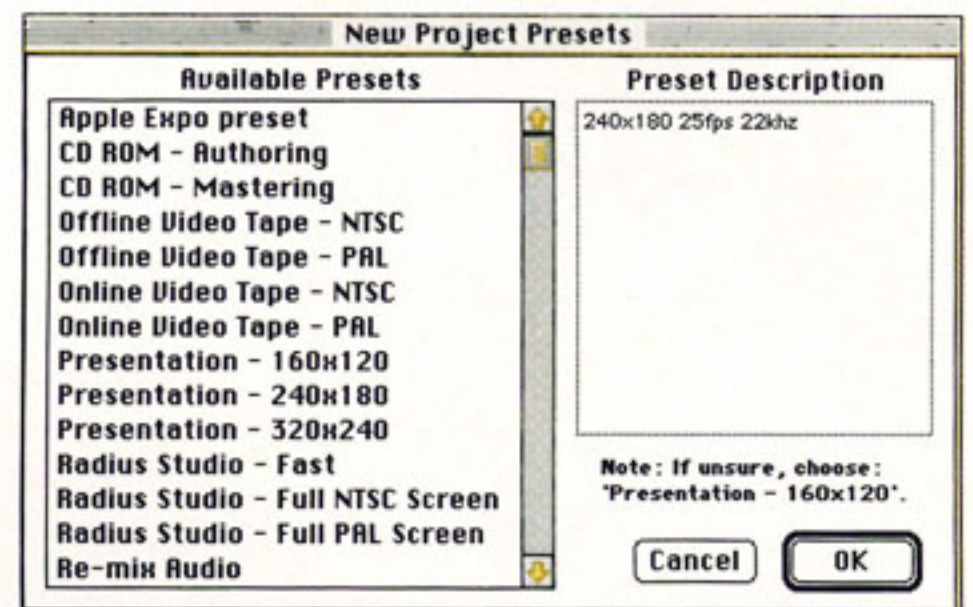 New Project Presets
Available Presets
Apple Expo preset
CD ROM - Authoring
CD ROM - Mastering
Offline Video Tape - NTSC
Offline Video Tape - PAL
Online Video Tape - NTSC
Online Video Tape - PAL
Presentation - 160x120
Presentation - 240x180
Presentation - 320x240
Radius Studio - Fast
Radius Studio - Full NTSC Screen
Radius Studio - Full PAL Screen
Re-mix Audio
Preset Description
240x180 25fps 22khz
Note: If unsure, choose:
"Presentation - 160x120".
Cancel
OK